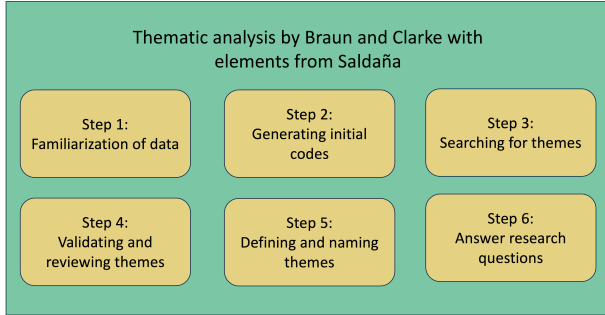 Thematic analysis by Braun and Clarke with
elements from Saldaña
Step 1:
Familiarization of data
Step 2:
Generating initial
codes
Step 3:
Searching for themes
Step 4:
Validating and
reviewing themes
Step 5:
Defining and naming
themes
Step 6:
Answer research
questions